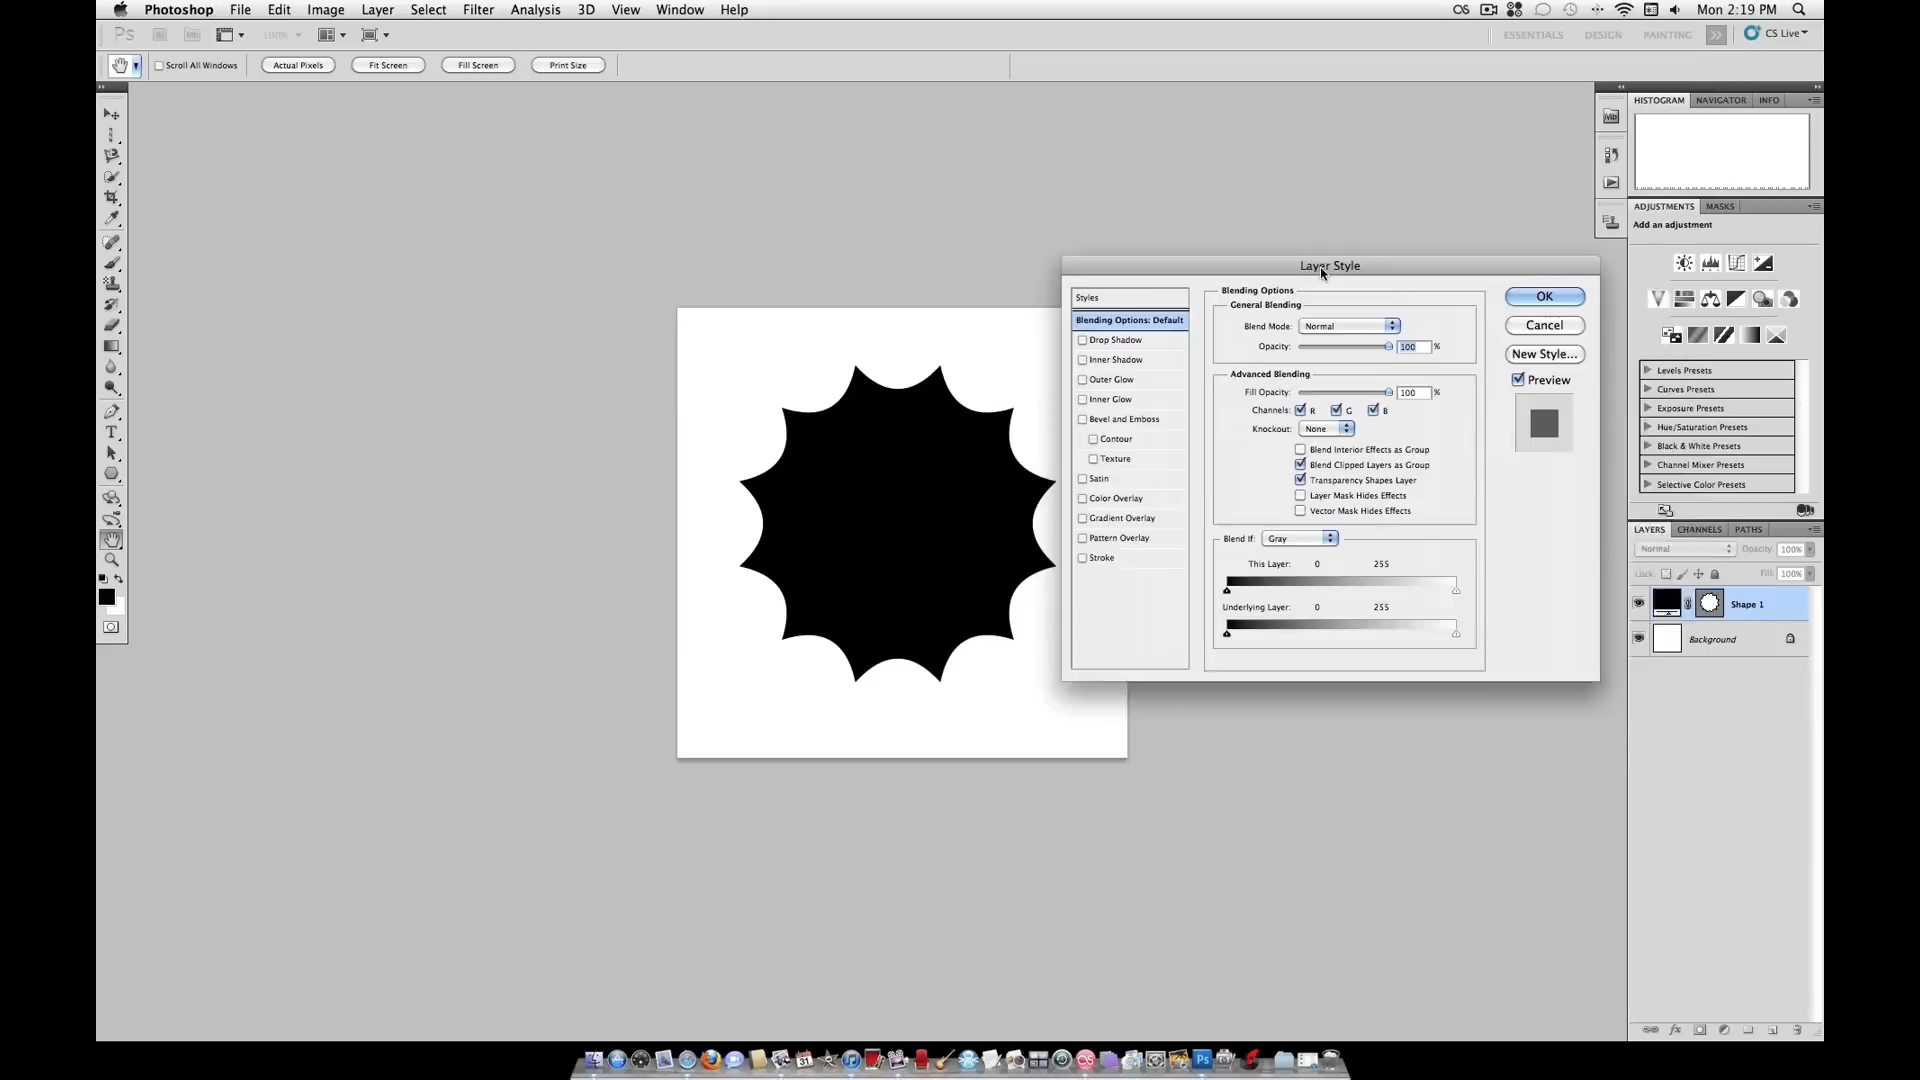 Photoshop File Edit Image Layer Select Filter Analysis 3D View Window Help Mon 2:19 PM
Ps Br Mb 100% ESSENTIALS DESIGN PAINTING CS Live
Scroll All Windows Actual Pixels Fit Screen Fill Screen Print Size
HISTOGRAM NAVIGATOR INFO
Mb
ADJUSTMENTS MASKS
Add an adjustment
Layer Style
Styles
Blending Options: Default
Drop Shadow
Inner Shadow
Outer Glow
Inner Glow
Bevel and Emboss
Contour
Texture
Satin
Color Overlay
Gradient Overlay
Pattern Overlay
Stroke
Blending Options
General Blending
Blend Mode: Normal
Opacity: 100 %
Advanced Blending
Fill Opacity: 100 %
Channels: R G B
Knockout: None
Blend Interior Effects as Group
Blend Clipped Layers as Group
Transparency Shapes Layer
Layer Mask Hides Effects
Vector Mask Hides Effects
Blend If: Gray
This Layer: 0 255
Underlying Layer: 0 255
OK
Cancel
New Style...
Preview
Levels Presets
Curves Presets
Exposure Presets
Hue/Saturation Presets
Black & White Presets
Channel Mixer Presets
Selective Color Presets
LAYERS CHANNELS PATHS
Normal Opacity: 100%
Lock: Fill: 100%
Shape 1
Background